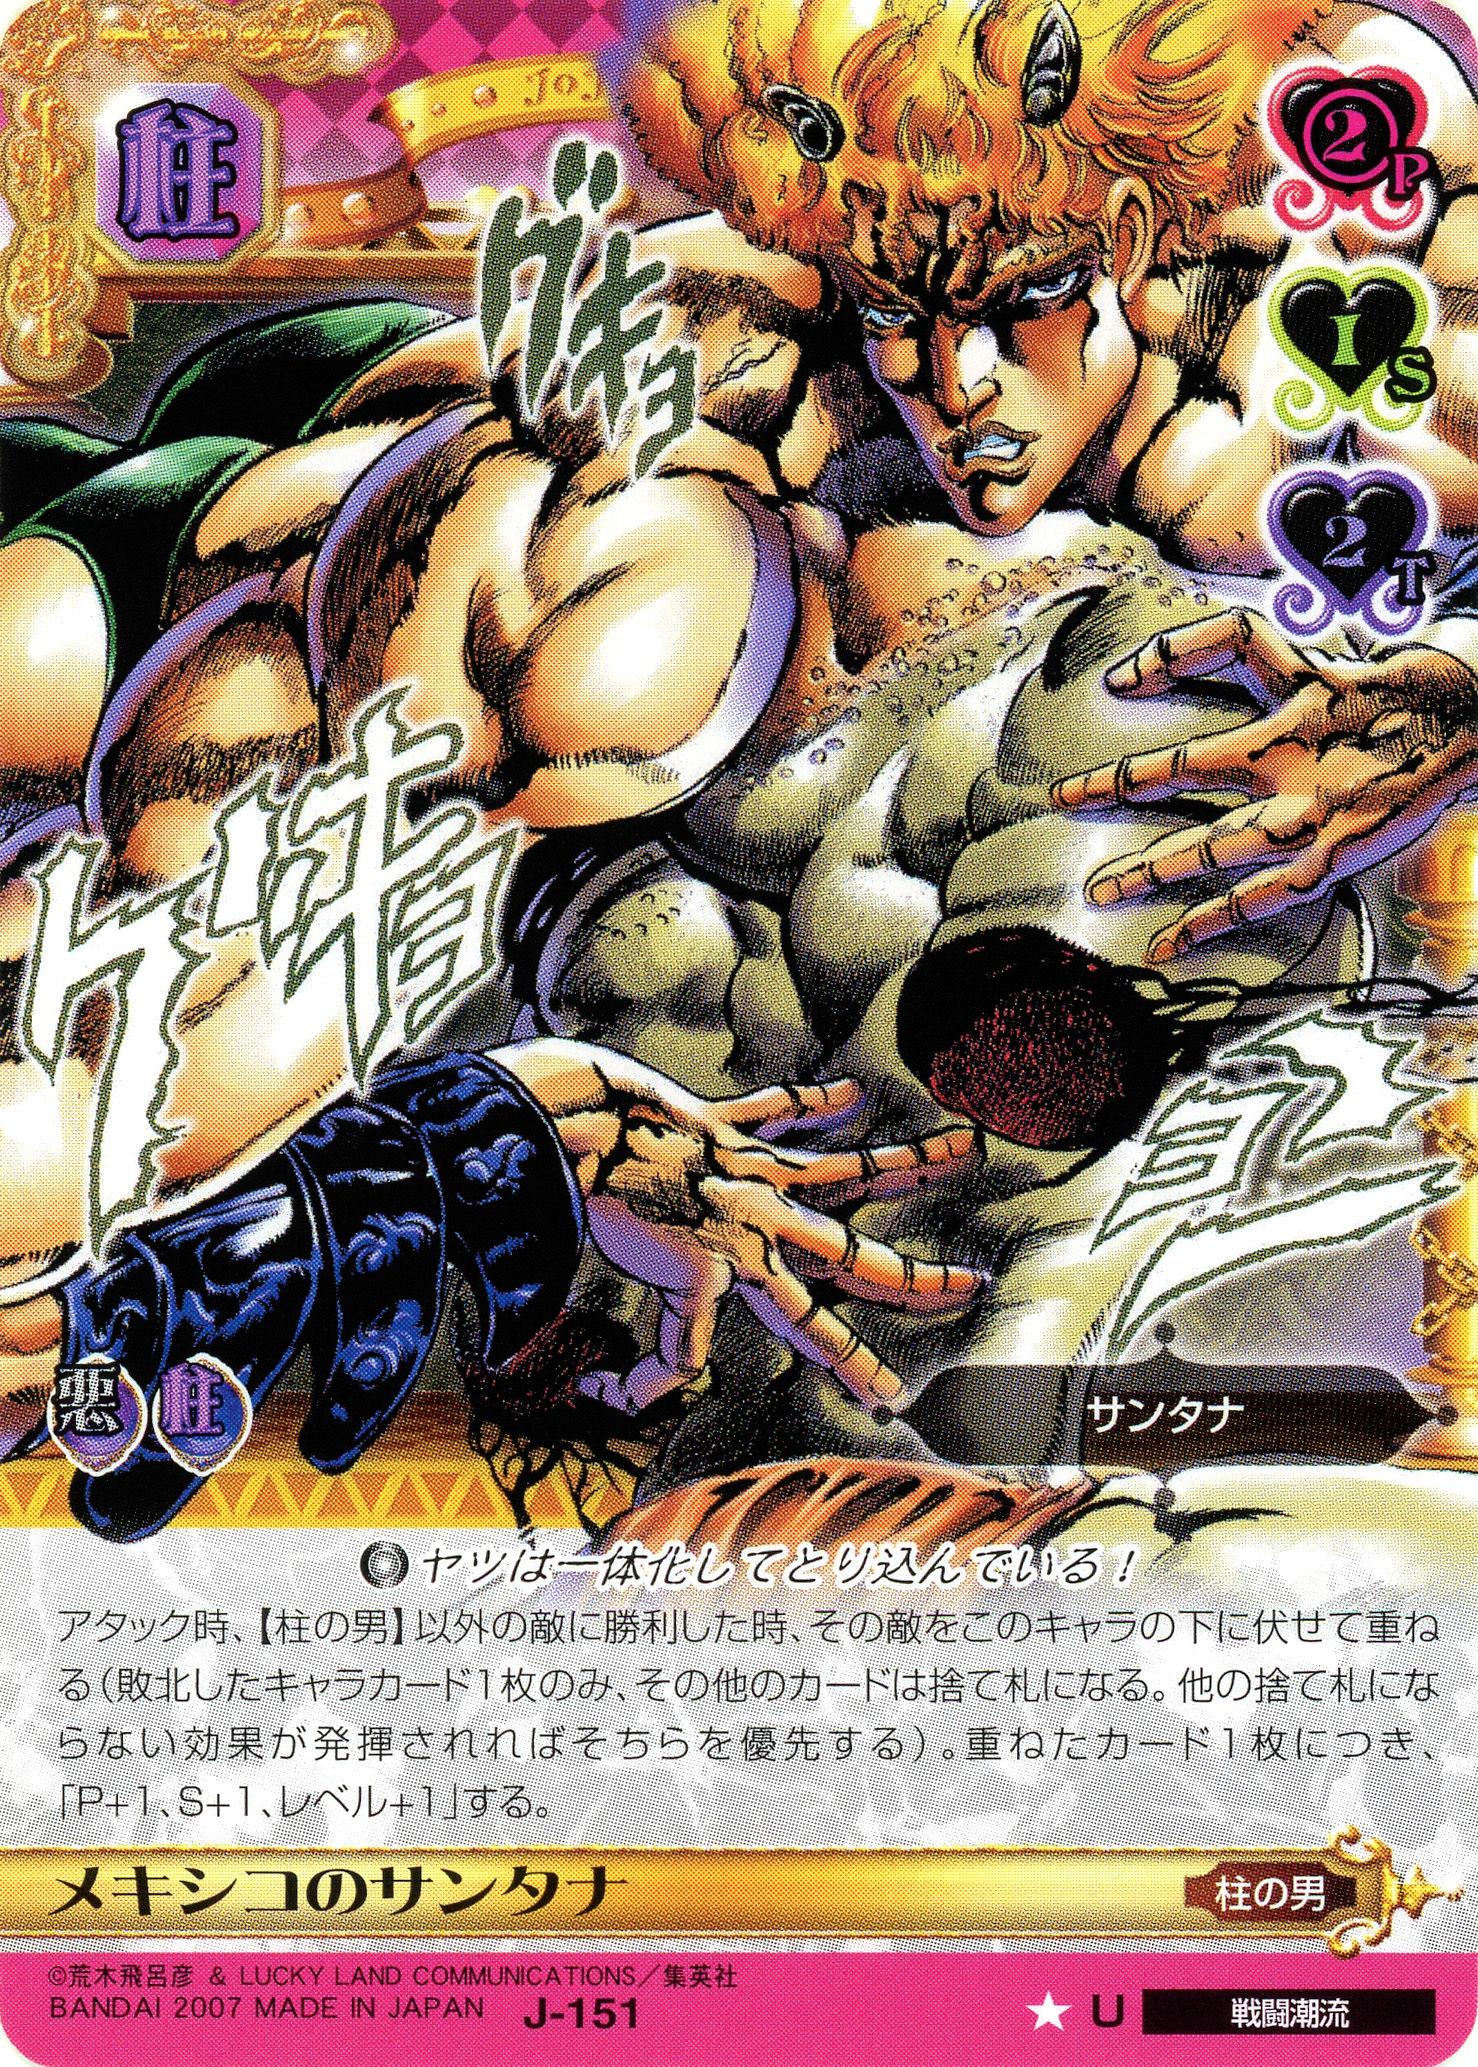 JoJ
柱
2P
1S
2T
グキョ
グキョ
悪 柱
サンタナ
ヤツは一体化してとり込んでいる!
アタック時、【柱の男】以外の敵に勝利した時、その敵をこのキャラの下に伏せて重ね
る(敗北したキャラカード1枚のみ、その他のカードは捨て札になる。他の捨て札にな
らない効果が発揮されればそちらを優先する)。重ねたカード1枚につき、
「P+1、S+1、レベル+1」する。
メキシコのサンタナ
柱の男
©荒木飛呂彦 & LUCKY LAND COMMUNICATIONS/集英社
BANDAI 2007 MADE IN JAPAN J-151
★ U 戦闘潮流